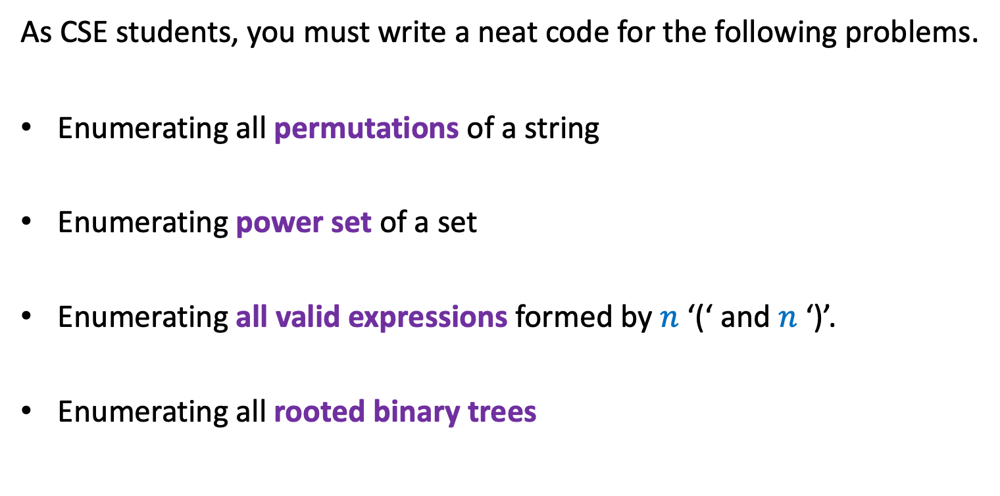 As CSE students, you must write a neat code for the following problems.
• Enumerating all permutations of a string
• Enumerating power set of a set
• Enumerating all valid expressions formed by n ‘(‘ and n ‘)’.
• Enumerating all rooted binary trees